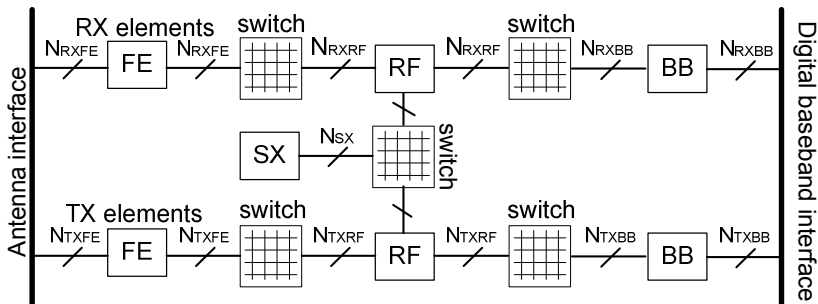 RX elements
switch
switch
NRXFE
FE
NRXFE
NRXRF
RF
NRXRF
NRXBB
BB
NRXBB
Antenna interface
SX
NSX
switch
Digital baseband interface
TX elements
switch
switch
NTXFE
FE
NTXFE
NTXRF
RF
NTXRF
NTXBB
BB
NTXBB